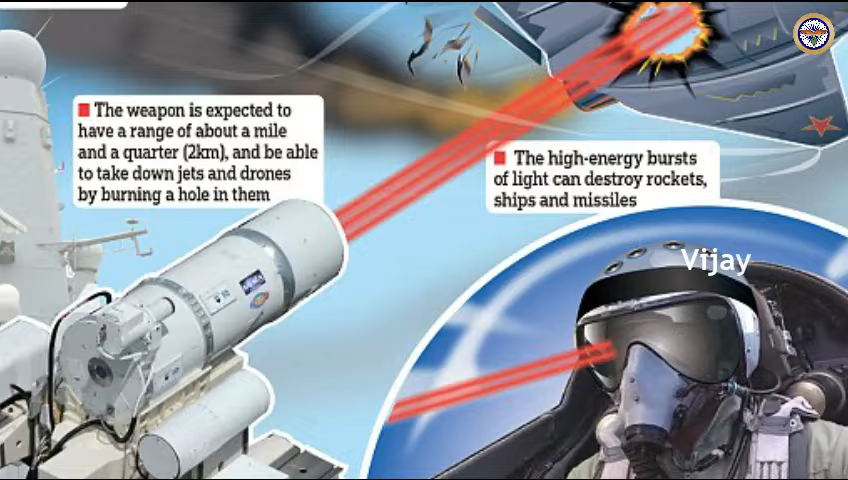 The weapon is expected to
have a range of about a mile
and a quarter (2km), and be able
to take down jets and drones
by burning a hole in them
The high-energy bursts
of light can destroy rockets,
ships and missiles
Vijay